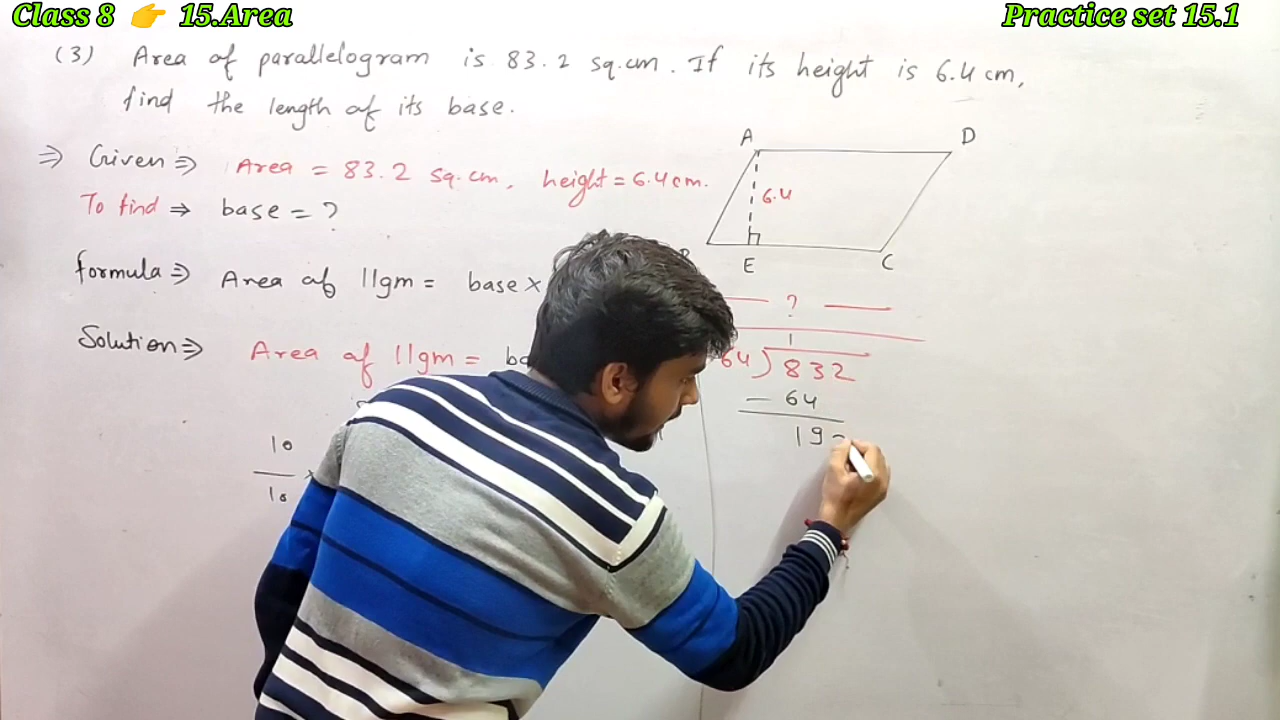 Class 8 👉 15.Area
Practice set 15.1
(3) Area of parallelogram is 83.2 sq.cm. If its height is 6.4 cm,
find the length of its base.
⇒ Given ⇒ Area = 83.2 sq.cm, height = 6.4 cm.
To find ⇒ base = ?
formula ⇒ Area of llgm = base ×
Solution ⇒ Area of llgm =
10
10
A D
6.4
E C
?
1
64 ) 832
- 64
19